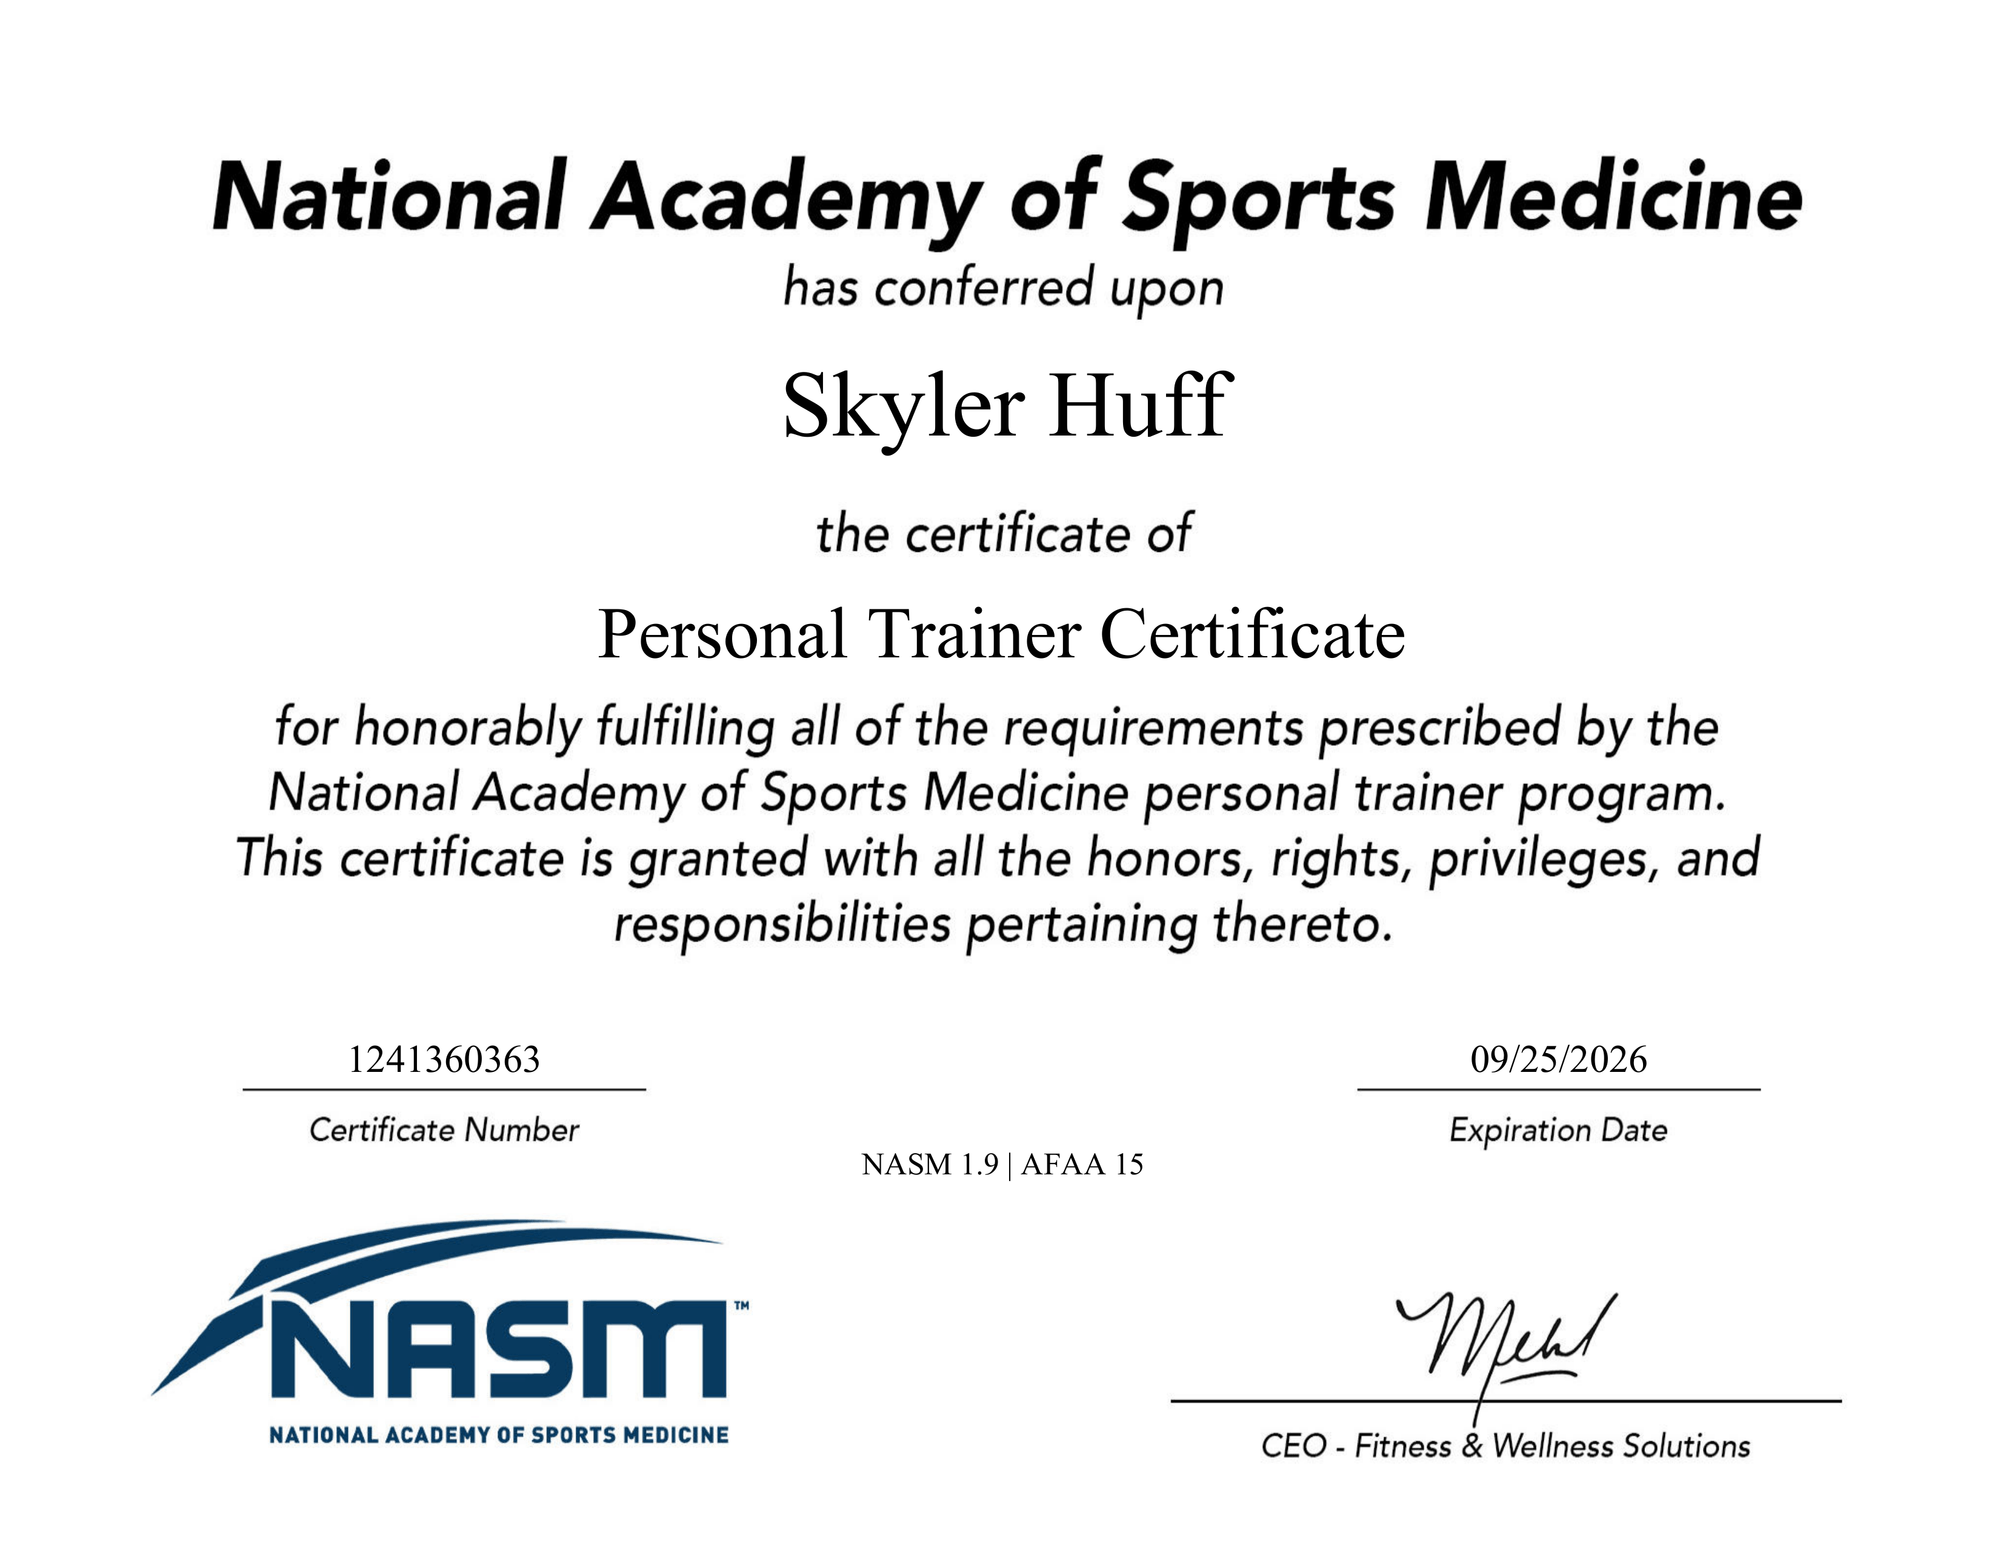 National Academy of Sports Medicine
has conferred upon
Skyler Huff
the certificate of
Personal Trainer Certificate
for honorably fulfilling all of the requirements prescribed by the
National Academy of Sports Medicine personal trainer program.
This certificate is granted with all the honors, rights, privileges, and
responsibilities pertaining thereto.
1241360363
Certificate Number
09/25/2026
Expiration Date
NASM 1.9 | AFAA 15
NASM™
NATIONAL ACADEMY OF SPORTS MEDICINE
CEO - Fitness & Wellness Solutions